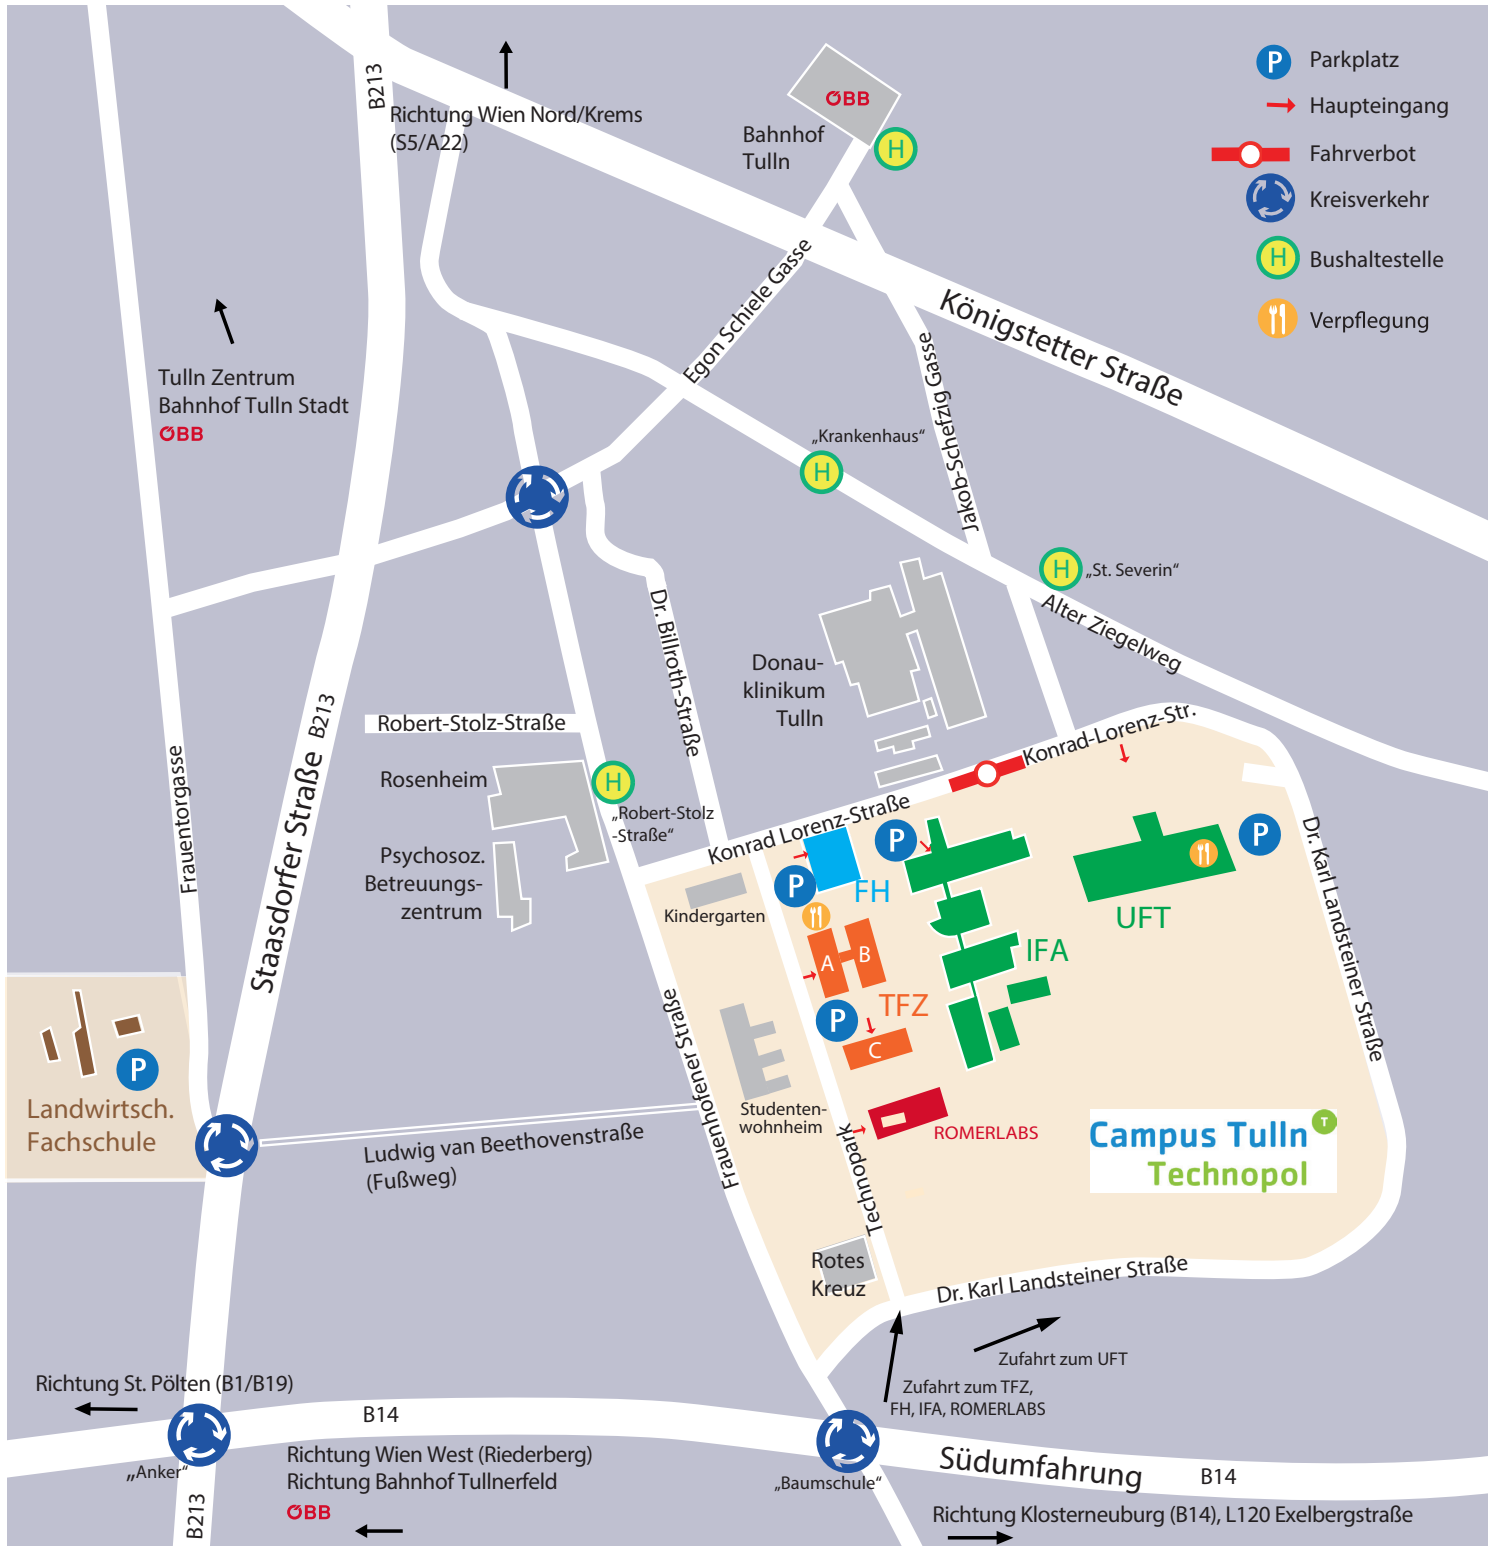 B213
Richtung Wien Nord/Krems
(S5/A22)
ÖBB
Bahnhof
Tulln
H
P
Parkplatz
Haupteingang
Fahrverbot
Kreisverkehr
H
Bushaltestelle
Verpflegung
Egon Schiele Gasse
Königstetter Straße
Jakob-Schefzig Gasse
Tulln Zentrum
Bahnhof Tulln Stadt
ÖBB
„Krankenhaus“
H
H
„St. Severin“
Alter Ziegelweg
Dr. Billroth-Straße
Donau-
klinikum
Tulln
Robert-Stolz-Straße
Rosenheim
H
„Robert-Stolz
-Straße“
Psychosoz.
Betreuungs-
zentrum
Frauentorgasse
Staasdorfer Straße
B213
Konrad-Lorenz-Str.
Konrad Lorenz-Straße
P
P
FH
Kindergarten
P
UFT
IFA
A
B
TFZ
P
C
Dr. Karl Landsteiner Straße
Frauenhofener Straße
Studenten-
wohnheim
ROMERLABS
Technopark
Campus Tulln
T
Technopol
P
Landwirtsch.
Fachschule
Ludwig van Beethovenstraße
(Fußweg)
Rotes
Kreuz
Dr. Karl Landsteiner Straße
Zufahrt zum UFT
Zufahrt zum TFZ,
FH, IFA, ROMERLABS
Richtung St. Pölten (B1/B19)
B14
„Anker“
Richtung Wien West (Riederberg)
Richtung Bahnhof Tullnerfeld
ÖBB
B213
„Baumschule“
Südumfahrung
B14
Richtung Klosterneuburg (B14), L120 Exelbergstraße